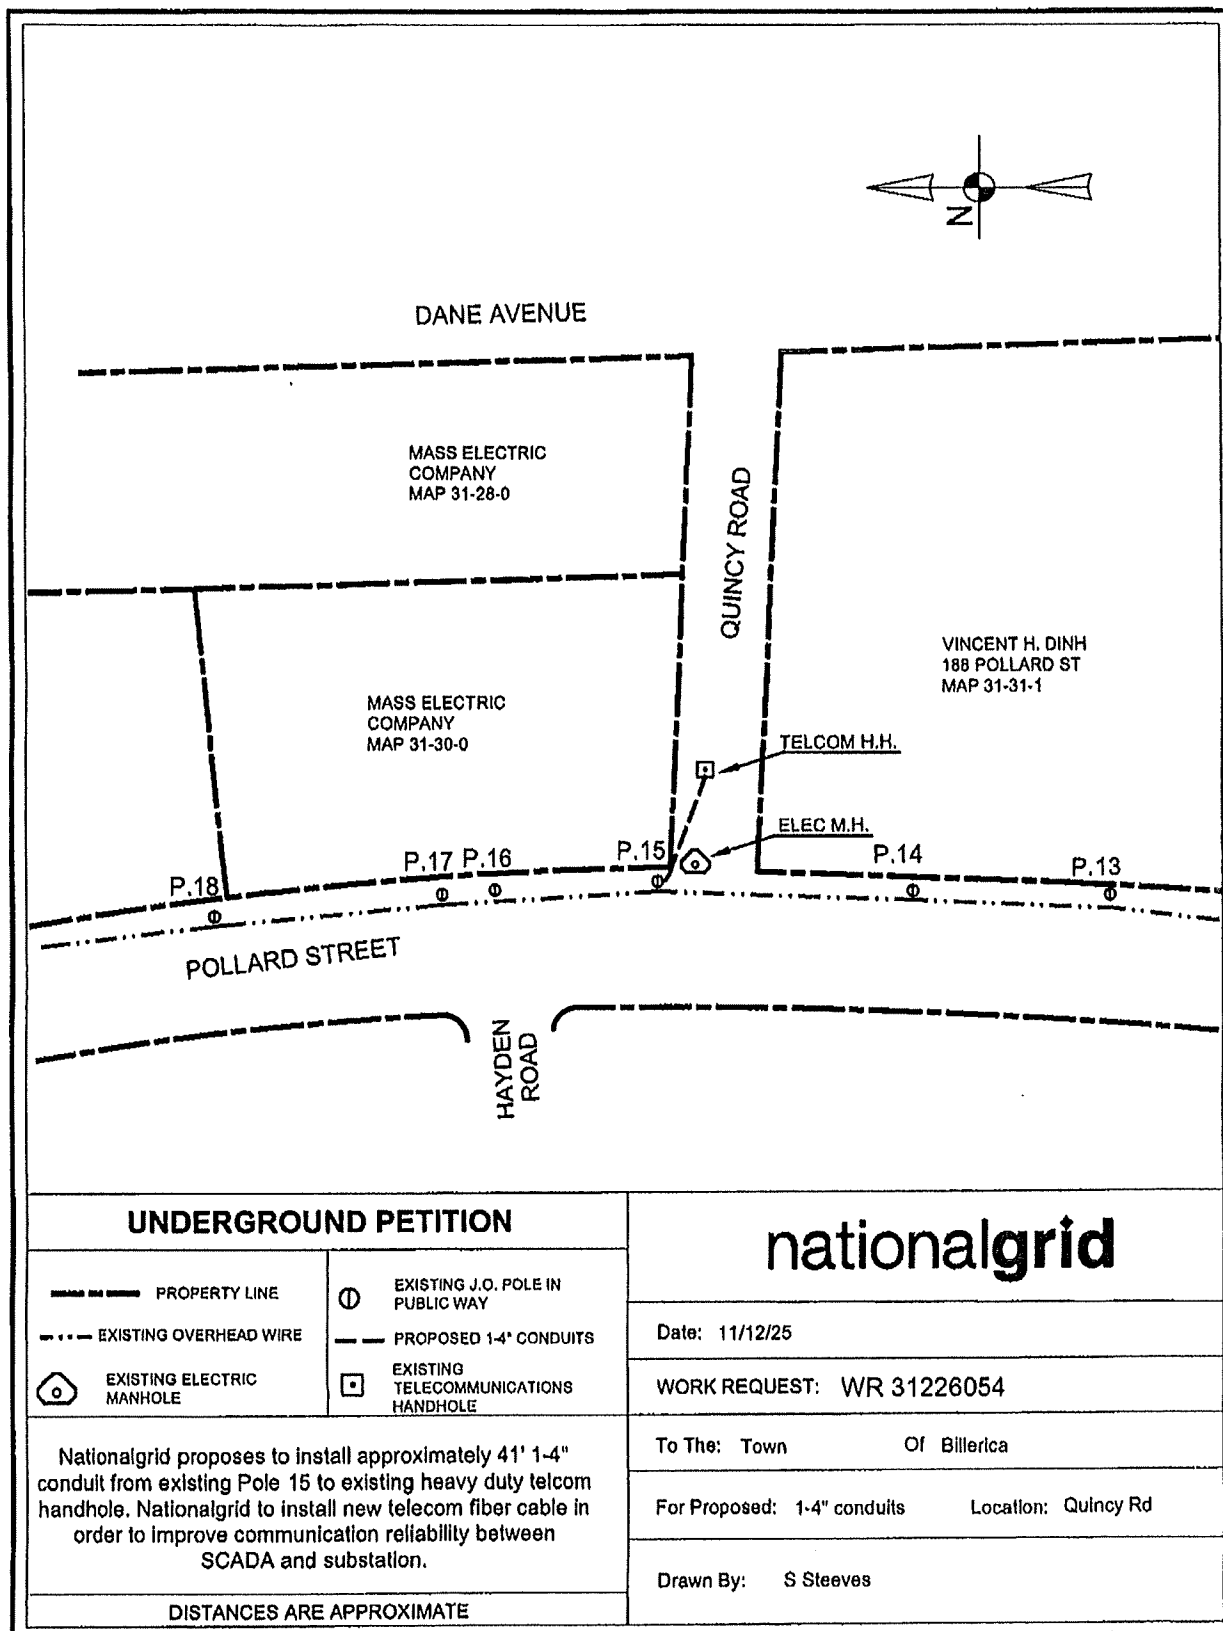 N
DANE AVENUE
MASS ELECTRIC
COMPANY
MAP 31-28-0
QUINCY ROAD
VINCENT H. DINH
188 POLLARD ST
MAP 31-31-1
MASS ELECTRIC
COMPANY
MAP 31-30-0
TELCOM H.H.
ELEC M.H.
P.18
P.17
P.16
P.15
P.14
P.13
POLLARD STREET
HAYDEN
ROAD
UNDERGROUND PETITION
PROPERTY LINE
EXISTING OVERHEAD WIRE
EXISTING ELECTRIC
MANHOLE
EXISTING J.O. POLE IN
PUBLIC WAY
PROPOSED 1-4" CONDUITS
EXISTING
TELECOMMUNICATIONS
HANDHOLE
Nationalgrid proposes to install approximately 41' 1-4"
conduit from existing Pole 15 to existing heavy duty telcom
handhole. Nationalgrid to install new telecom fiber cable in
order to improve communication reliability between
SCADA and substation.
DISTANCES ARE APPROXIMATE
nationalgrid
Date: 11/12/25
WORK REQUEST: WR 31226054
To The: Town Of Billerica
For Proposed: 1-4" conduits Location: Quincy Rd
Drawn By: S Steeves